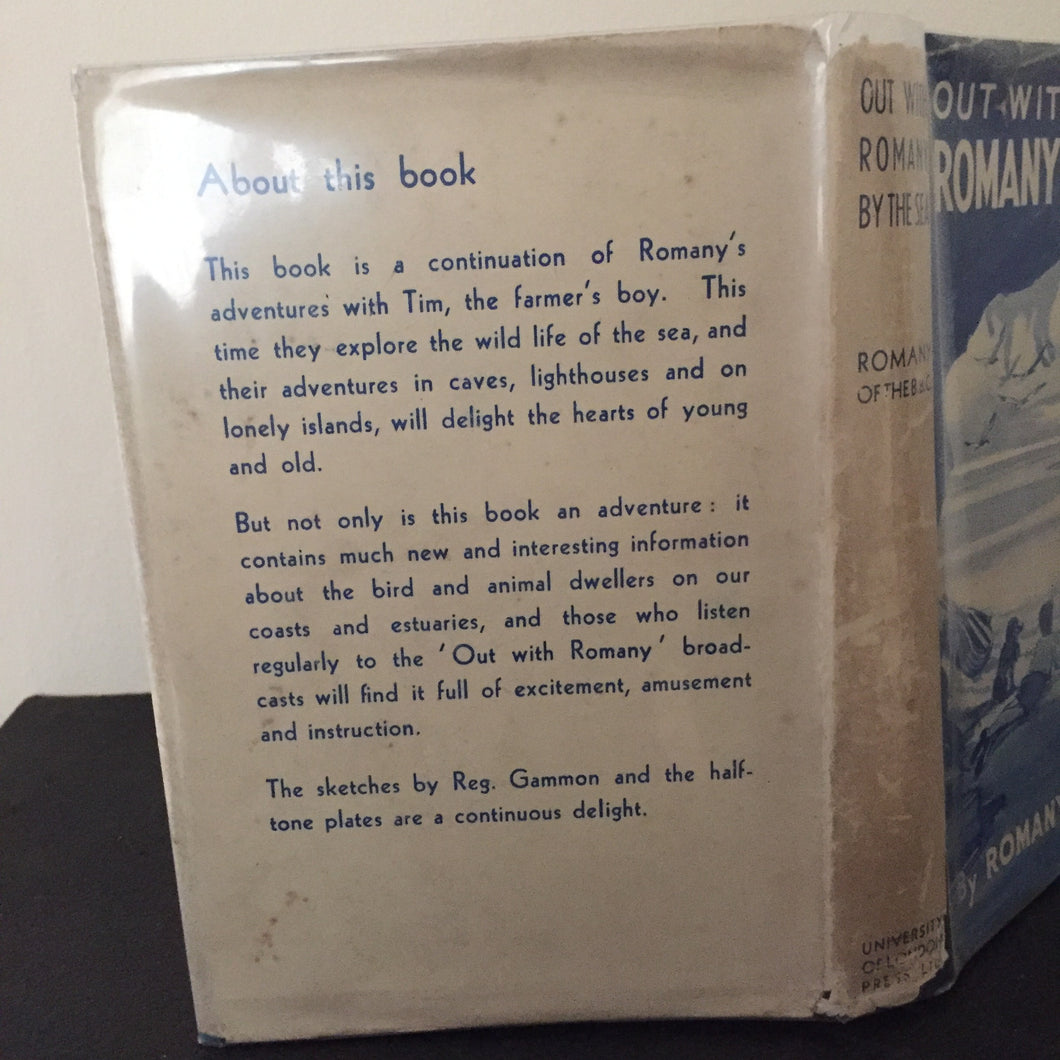 About this book
This book is a continuation of Romany's
adventures with Tim, the farmer's boy. This
time they explore the wild life of the sea, and
their adventures in caves, lighthouses and on
lonely islands, will delight the hearts of young
and old.
But not only is this book an adventure : it
contains much new and interesting information
about the bird and animal dwellers on our
coasts and estuaries, and those who listen
regularly to the 'Out with Romany' broad-
casts will find it full of excitement, amusement
and instruction.
The sketches by Reg. Gammon and the half-
tone plates are a continuous delight.
OUT WITH
ROMANY
BY THE SEA
ROMANY
OF THE B.B.C.
UNIVERSITY
OF LONDON
PRESS LTD
OUT WIT
ROMANY
By ROMAN